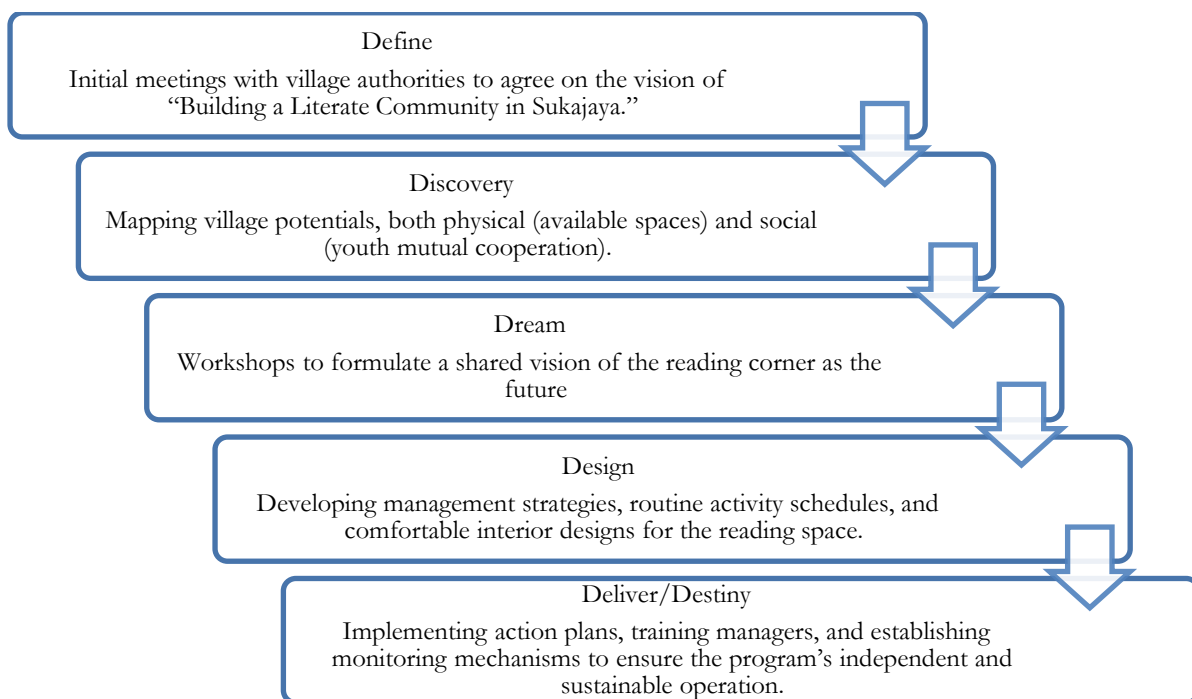 Define
Initial meetings with village authorities to agree on the vision of
“Building a Literate Community in Sukajaya.”
Discovery
Mapping village potentials, both physical (available spaces) and social
(youth mutual cooperation).
Dream
Workshops to formulate a shared vision of the reading corner as the
future
Design
Developing management strategies, routine activity schedules, and
comfortable interior designs for the reading space.
Deliver/Destiny
Implementing action plans, training managers, and establishing
monitoring mechanisms to ensure the program’s independent and
sustainable operation.